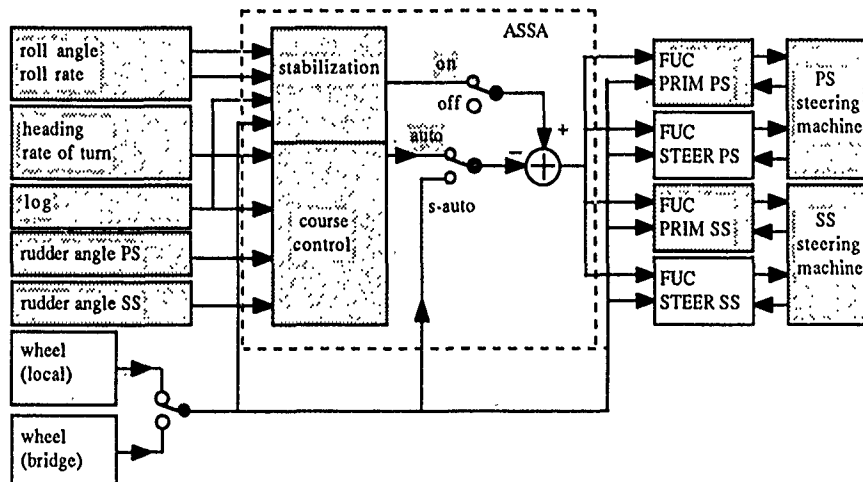 ASSA
roll angle
roll rate
stabilization
on
off
+
FUC
PRIM PS
PS
steering
machine
heading
rate of turn
auto
−
+
FUC
STEER PS
log
course
control
s-auto
FUC
PRIM SS
SS
steering
machine
rudder angle PS
rudder angle SS
FUC
STEER SS
wheel
(local)
wheel
(bridge)